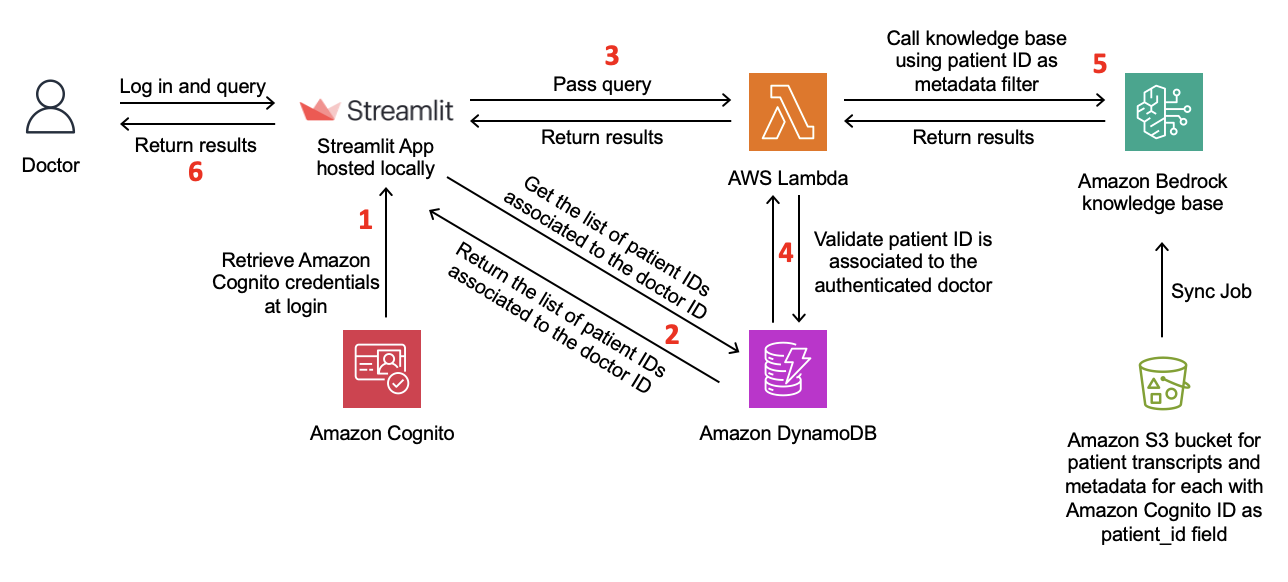 Log in and query
Return results
6
Doctor
Streamlit
Streamlit App
hosted locally
3
Pass query
Return results
AWS Lambda
Call knowledge base
using patient ID as
metadata filter
5
Return results
Amazon Bedrock
knowledge base
1
Retrieve Amazon
Cognito credentials
at login
Amazon Cognito
Get the list of patient IDs
associated to the doctor ID
Return the list of patient IDs
associated to the doctor ID
2
4
Validate patient ID is
associated to the
authenticated doctor
Amazon DynamoDB
Sync Job
Amazon S3 bucket for
patient transcripts and
metadata for each with
Amazon Cognito ID as
patient_id field